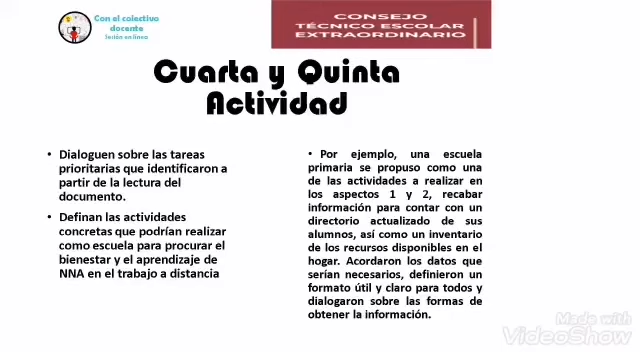 Con el colectivo
docente
Sesión en línea
CONSEJO
TÉCNICO ESCOLAR
EXTRAORDINARIO
Cuarta y Quinta
Actividad
• Dialoguen sobre las tareas
prioritarias que identificaron a
partir de la lectura del
documento.
• Definan las actividades
concretas que podrían realizar
como escuela para procurar el
bienestar y el aprendizaje de
NNA en el trabajo a distancia
• Por ejemplo, una escuela
primaria se propuso como una
de las actividades a realizar en
los aspectos 1 y 2, recabar
información para contar con un
directorio actualizado de sus
alumnos, así como un inventario
de los recursos disponibles en el
hogar. Acordaron los datos que
serían necesarios, definieron un
formato útil y claro para todos y
dialogaron sobre las formas de
obtener la información.
Made with
VideoShow